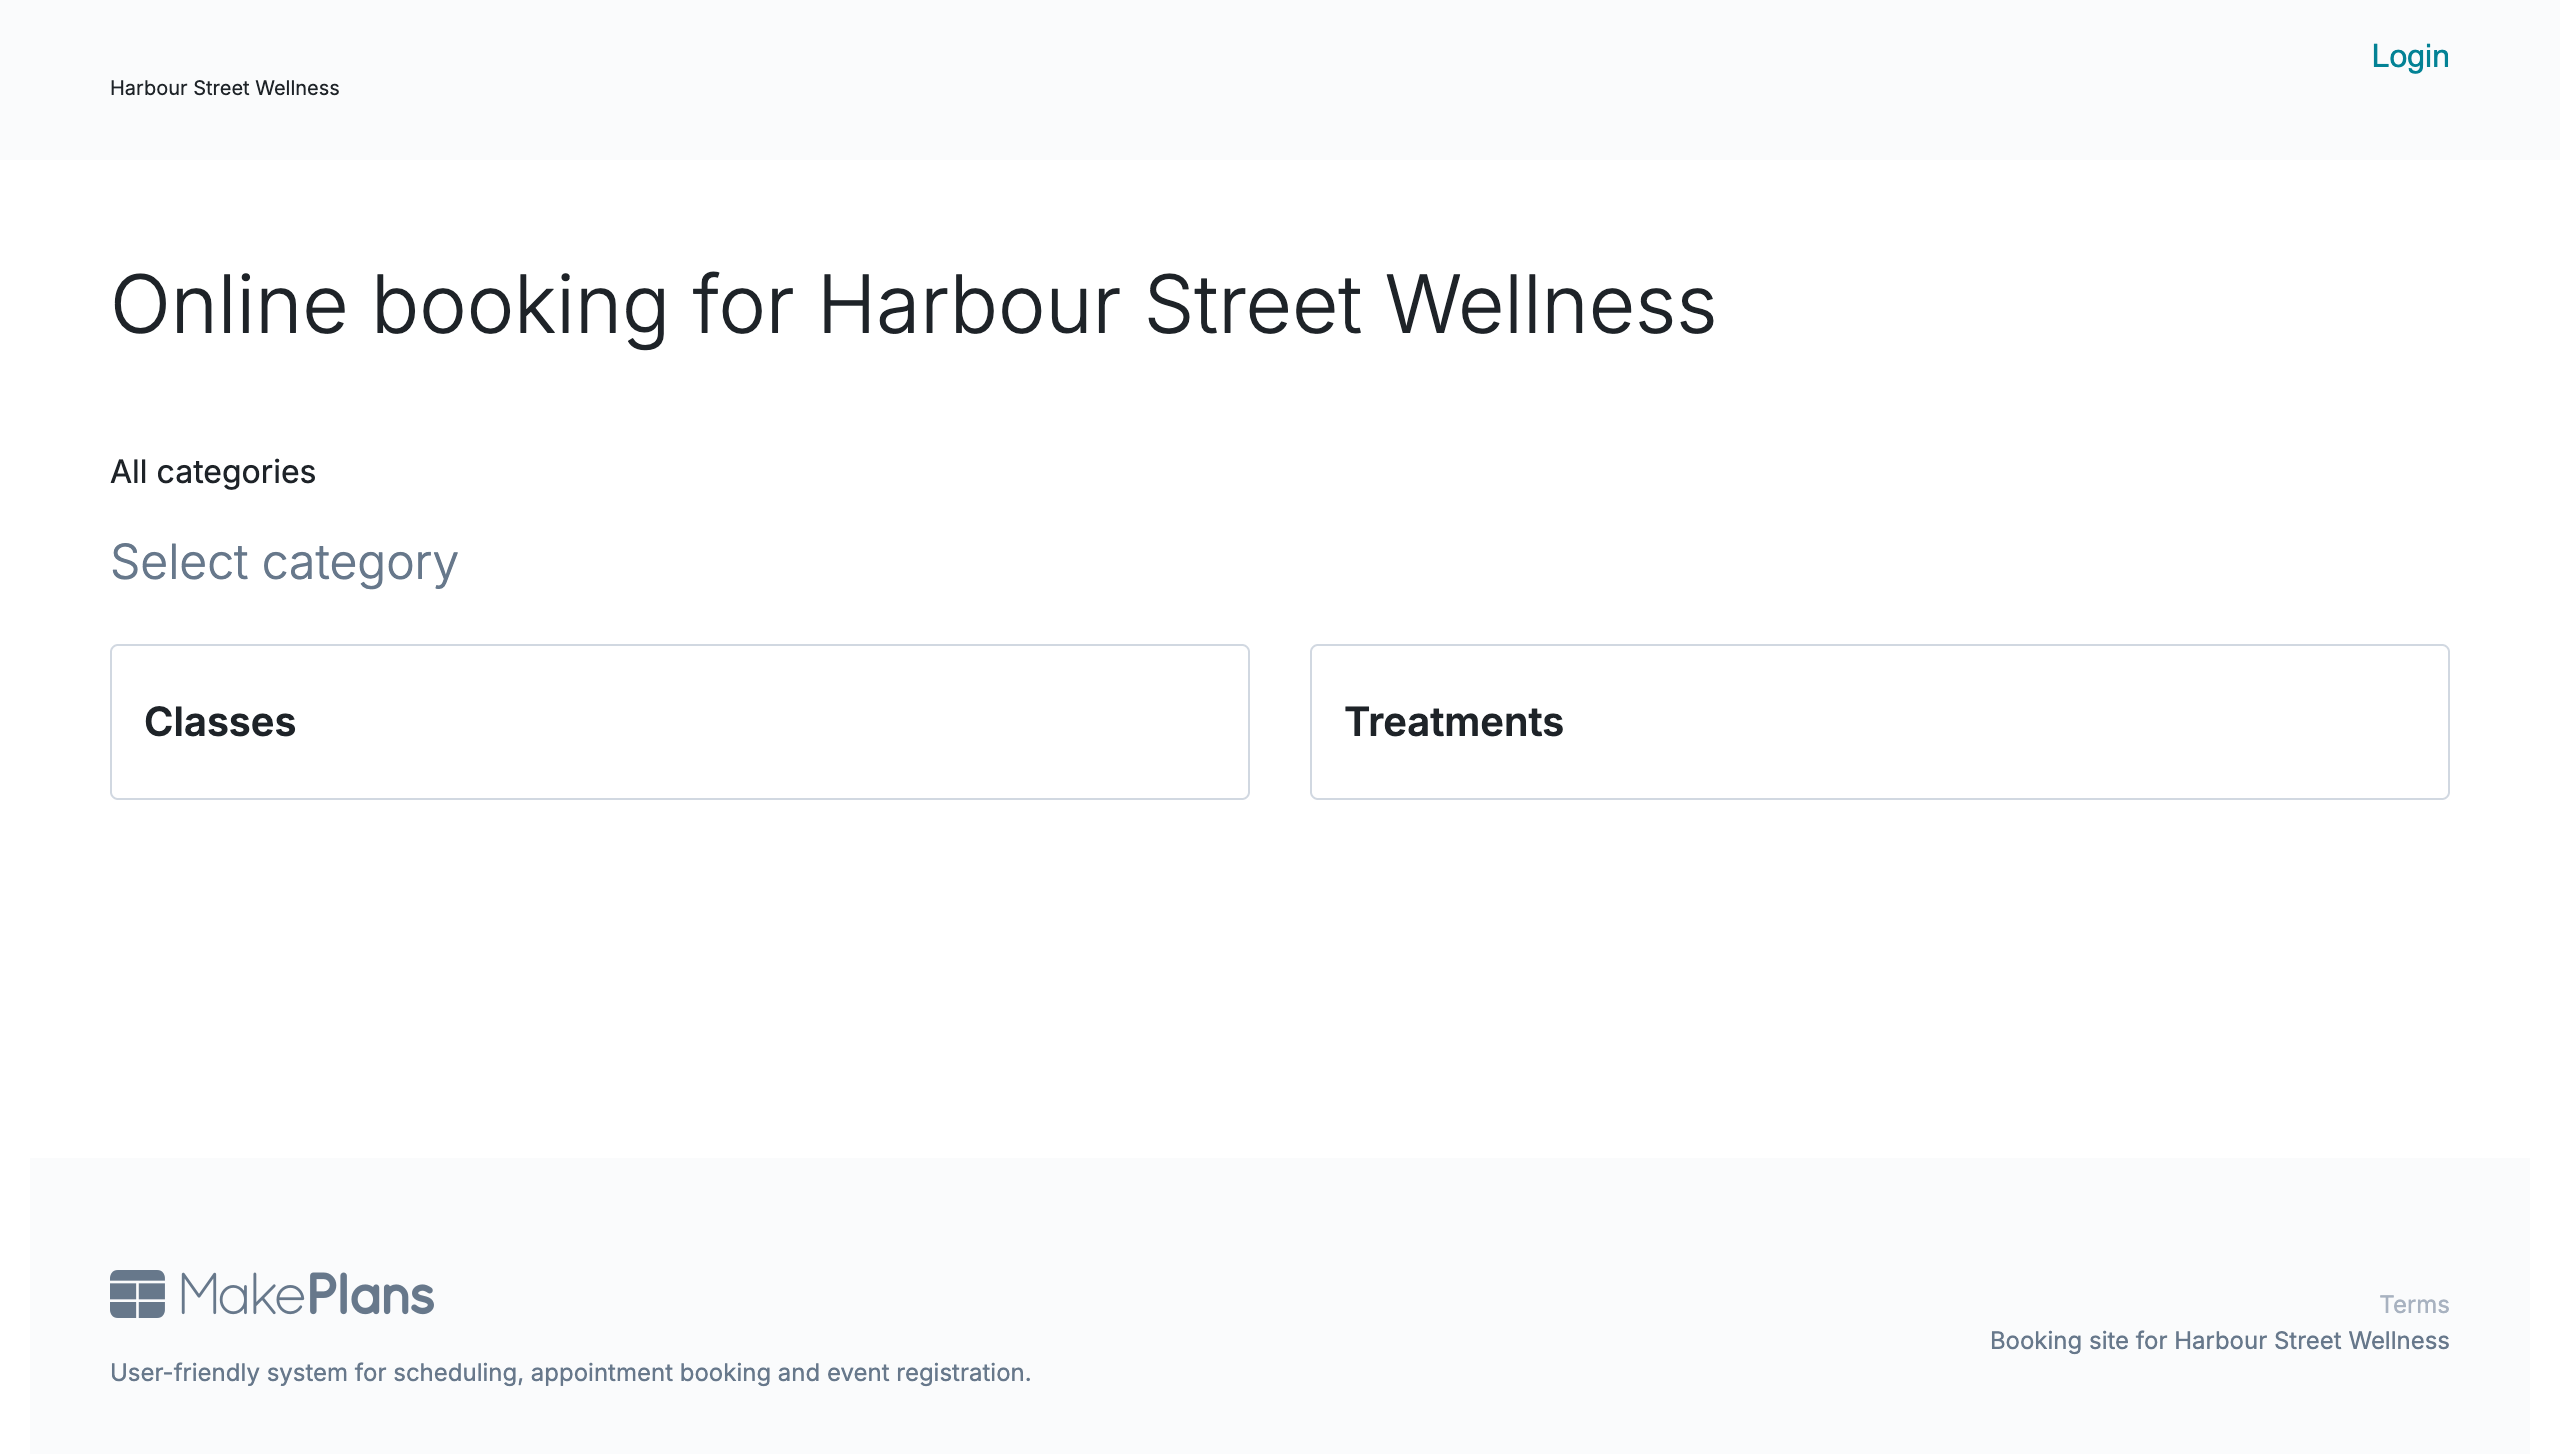 Login
Harbour Street Wellness
Online booking for Harbour Street Wellness
All categories
Select category
Classes
Treatments
MakePlans
User-friendly system for scheduling, appointment booking and event registration.
Terms
Booking site for Harbour Street Wellness